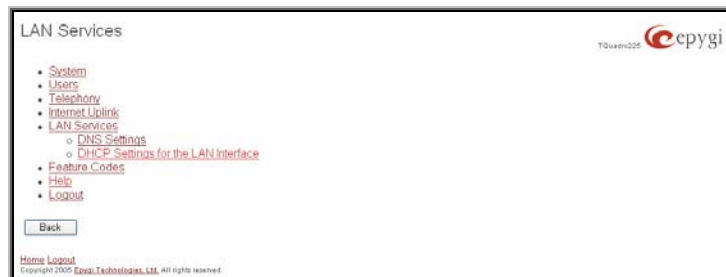 LAN Services
TQuadro225 epygi
System
Users
Telephony
Internet Uplink
LAN Services
DNS Settings
DHCP Settings for the LAN Interface
Feature Codes
Help
Logout
Back
Home Logout
Copyright 2005 Epygi Technologies, Ltd. All rights reserved.